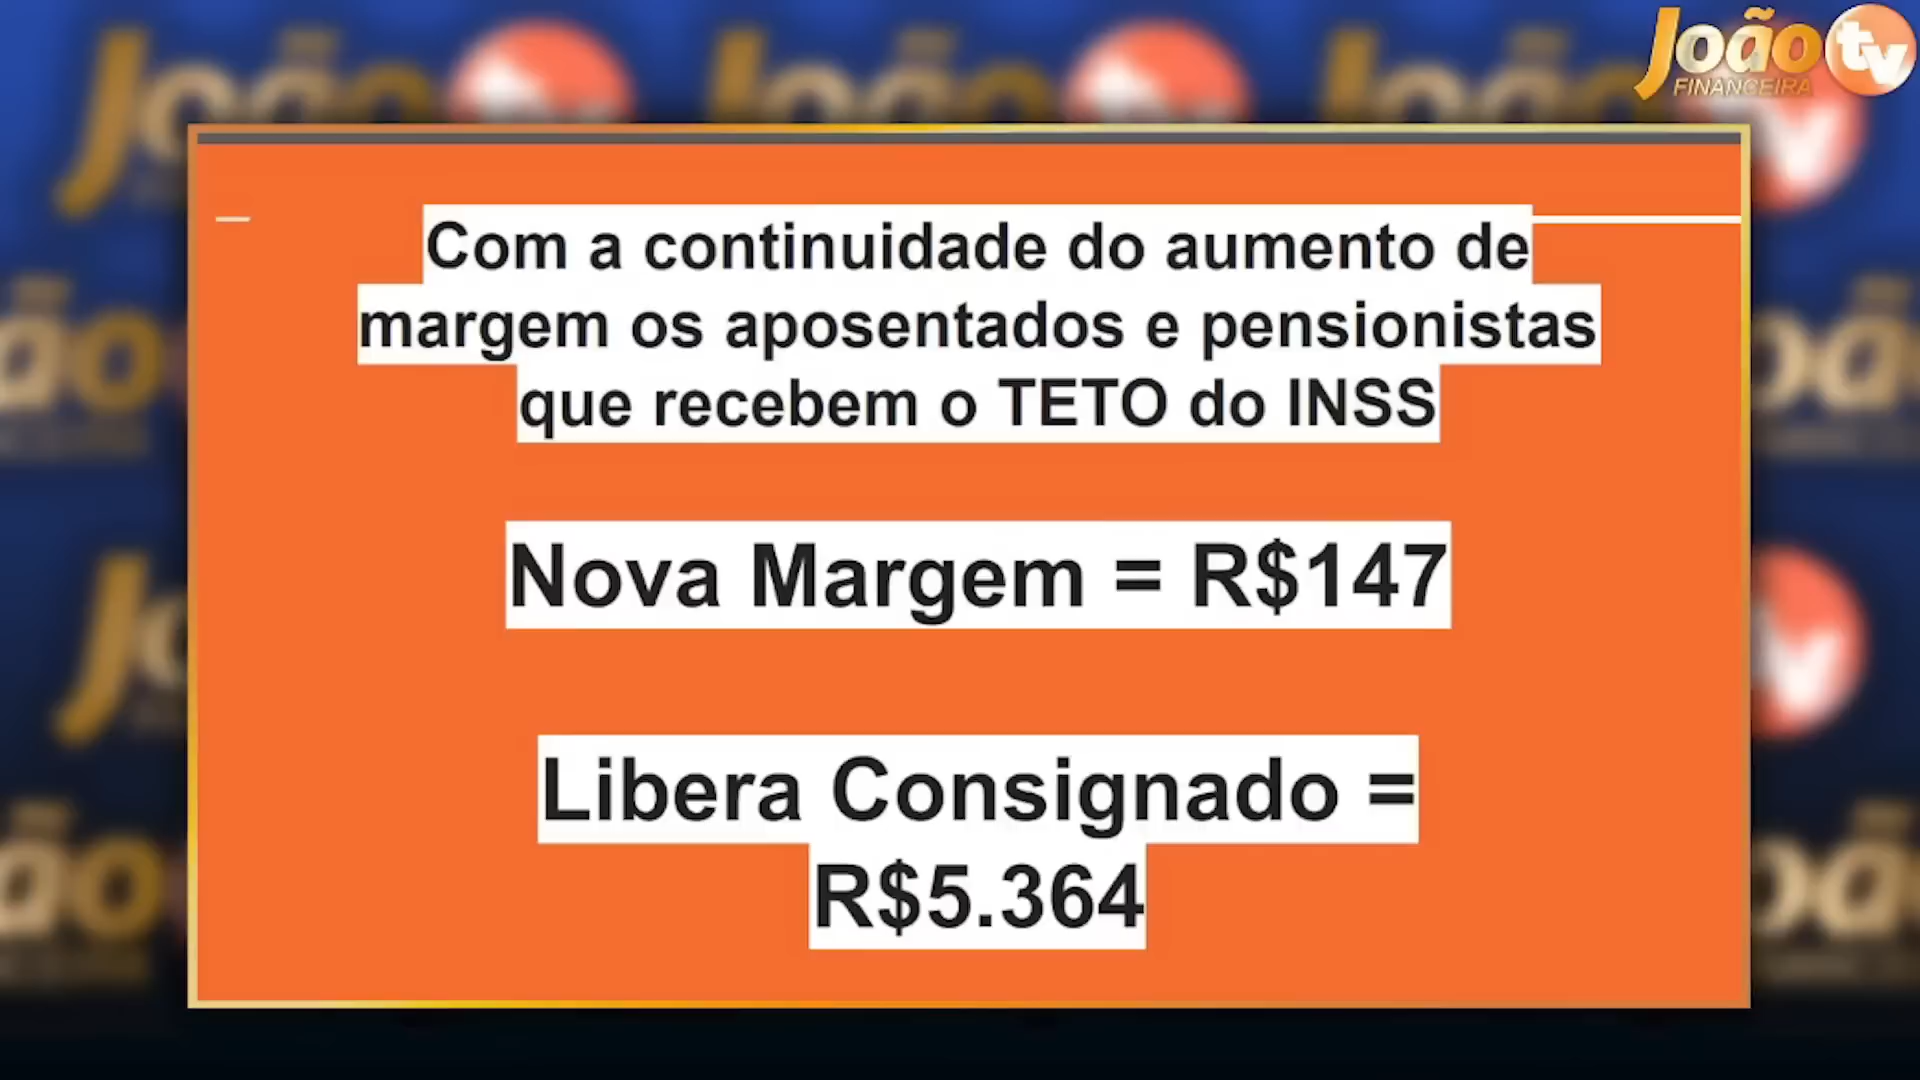 João tv
FINANCEIRA
Com a continuidade do aumento de
margem os aposentados e pensionistas
que recebem o TETO do INSS
Nova Margem = R$147
Libera Consignado =
R$5.364